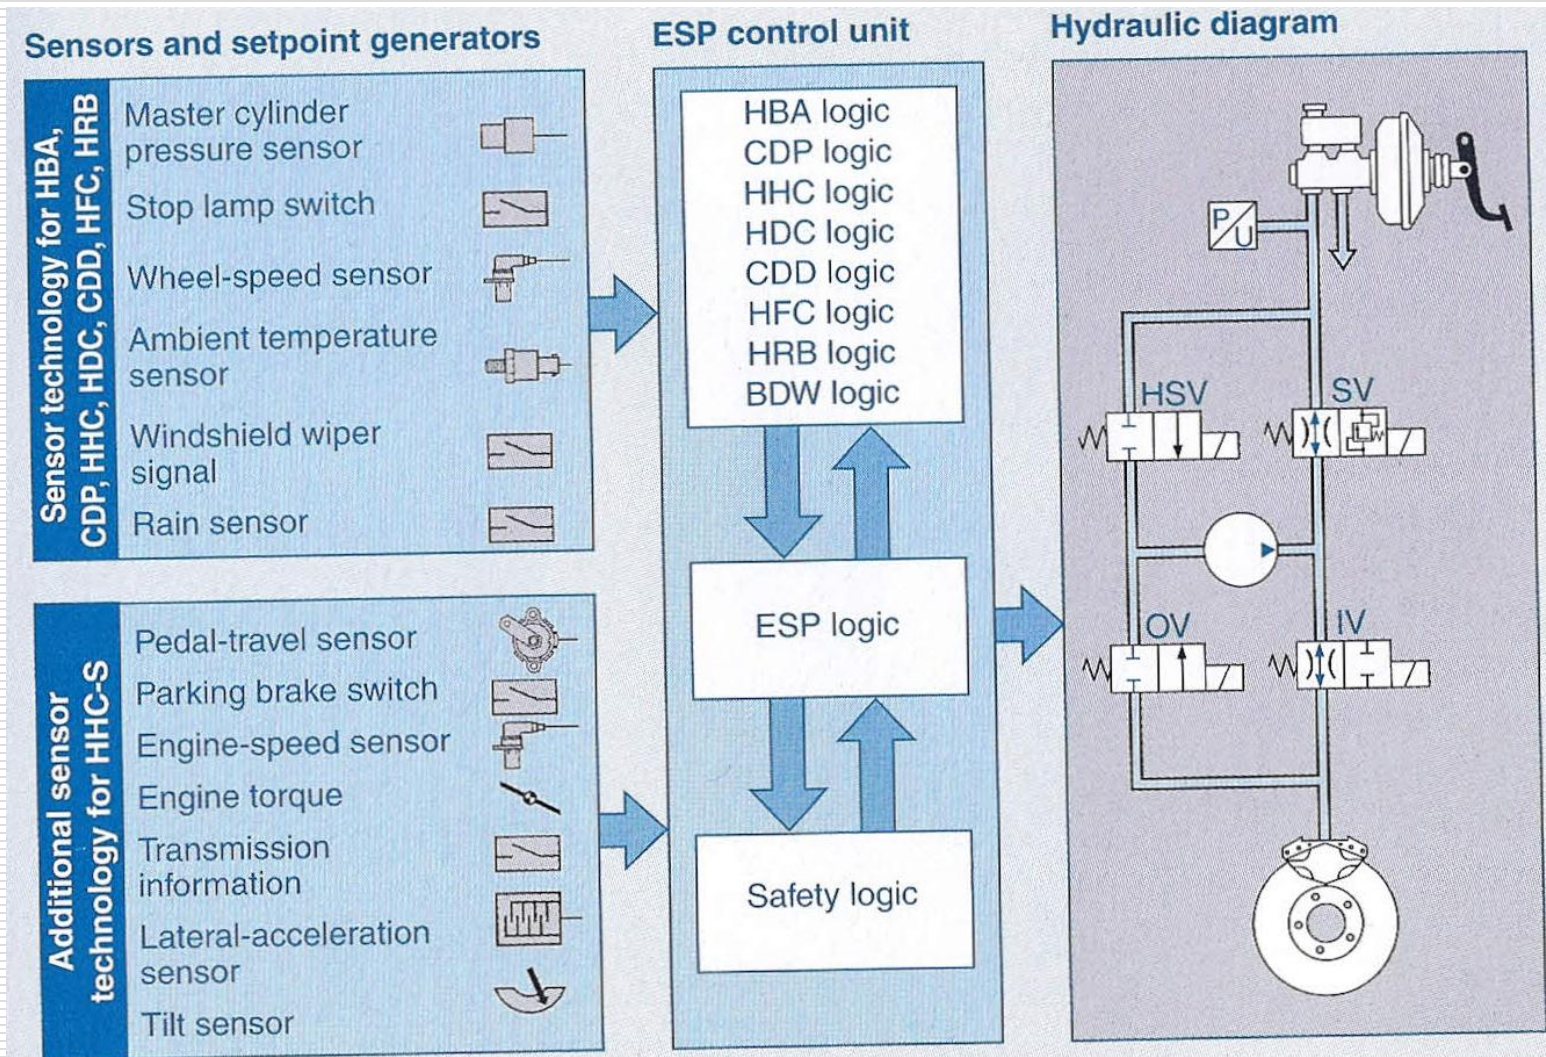 Sensors and setpoint generators
ESP control unit
Hydraulic diagram
Sensor technology for HBA,
CDP, HHC, HDC, CDD, HFC, HRB
Master cylinder
pressure sensor
Stop lamp switch
Wheel-speed sensor
Ambient temperature
sensor
Windshield wiper
signal
Rain sensor
Additional sensor
technology for HHC-S
Pedal-travel sensor
Parking brake switch
Engine-speed sensor
Engine torque
Transmission
information
Lateral-acceleration
sensor
Tilt sensor
HBA logic
CDP logic
HHC logic
HDC logic
CDD logic
HFC logic
HRB logic
BDW logic
ESP logic
Safety logic
P
U
HSV
SV
OV
IV